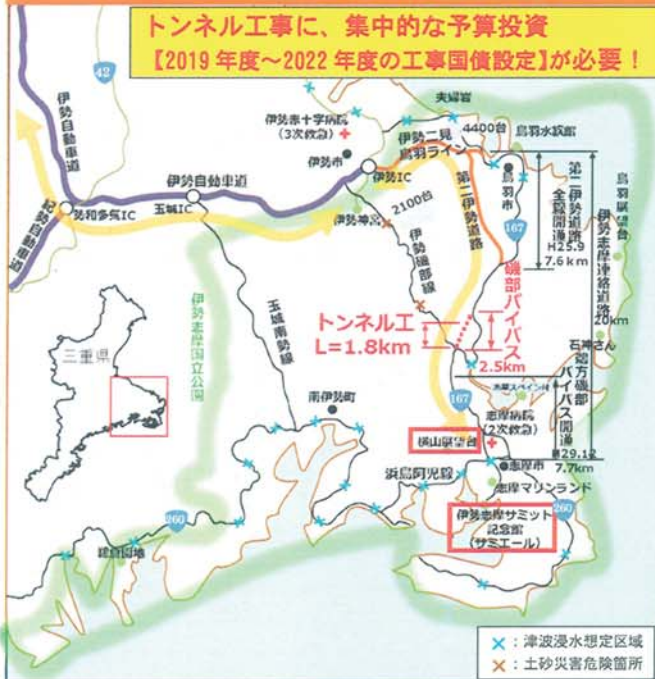 トンネル工事に、集中的な予算投資
【2019年度～2022年度の工事国債設定】が必要！
42
伊勢自動車道
夫婦岩
4400台
伊勢赤十字病院
(3次救急)
伊勢市
伊勢二見
鳥羽ライン
鳥羽水族館
鳥羽市
伊勢IC
伊勢自動車道
玉城IC
勢和多気IC
紀勢自動車道
伊勢神宮
2100台
第二伊勢道路
167
第二伊勢道路
全線開通
H25.9
7.6km
鳥羽展望台
伊勢志摩連絡道路
20km
伊勢磯部線
磯部バイパス
2.5km
トンネル工
L=1.8km
石神さん
志摩スペイン村
鵜方磯部
バイパス開通
H29.12
7.7km
玉城南勢線
伊勢志摩国立公園
三重県
南伊勢町
167
志摩病院
(2次救急)
横山展望台
志摩市
浜島阿児線
志摩マリンランド
伊勢志摩サミット
記念館
(サミエール)
260
260
×：津波浸水想定区域
×：土砂災害危険箇所